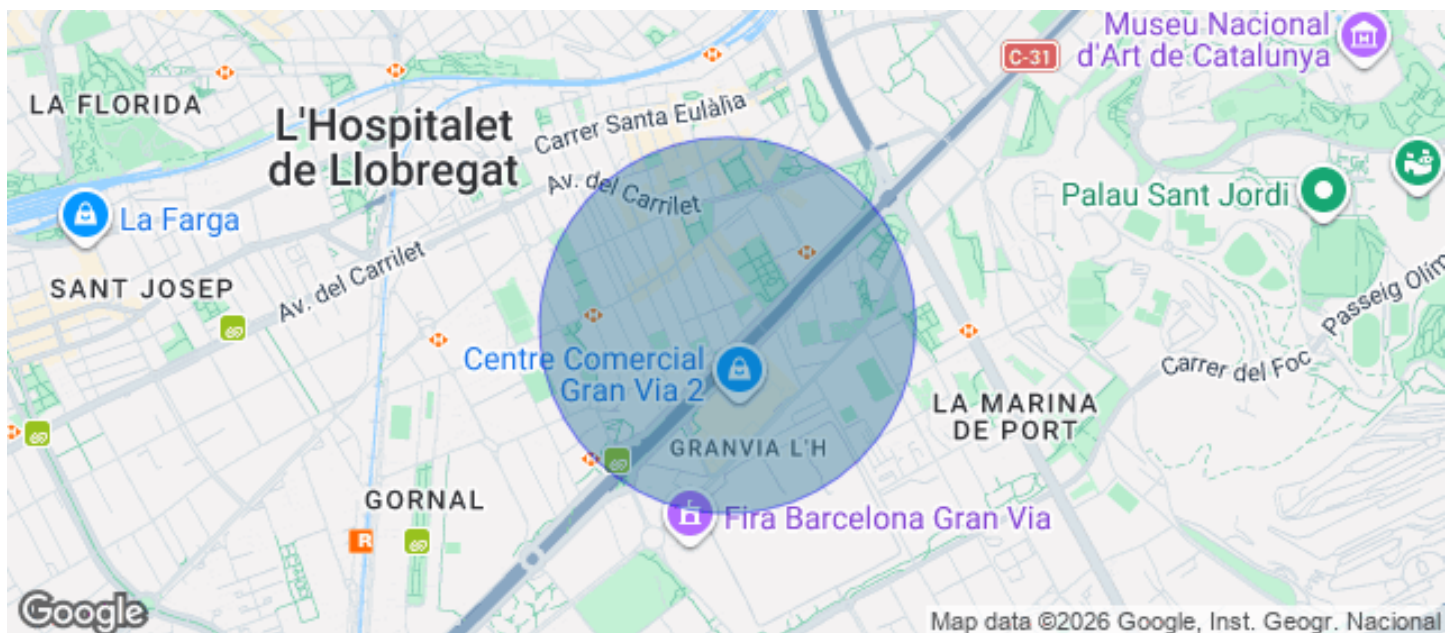 Museu Nacional
d'Art de Catalunya
C-31
LA FLORIDA
L'Hospitalet
de Llobregat
Carrer Santa Eulàlia
Av. del Carrilet
Palau Sant Jordi
La Farga
SANT JOSEP
Av. del Carrilet
Passeig Olím
Centre Comercial
Gran Via 2
Carrer del Foc
LA MARINA
DE PORT
GRANVIA L'H
GORNAL
R
Fira Barcelona Gran Via
Google
Map data ©2026 Google, Inst. Geogr. Nacional